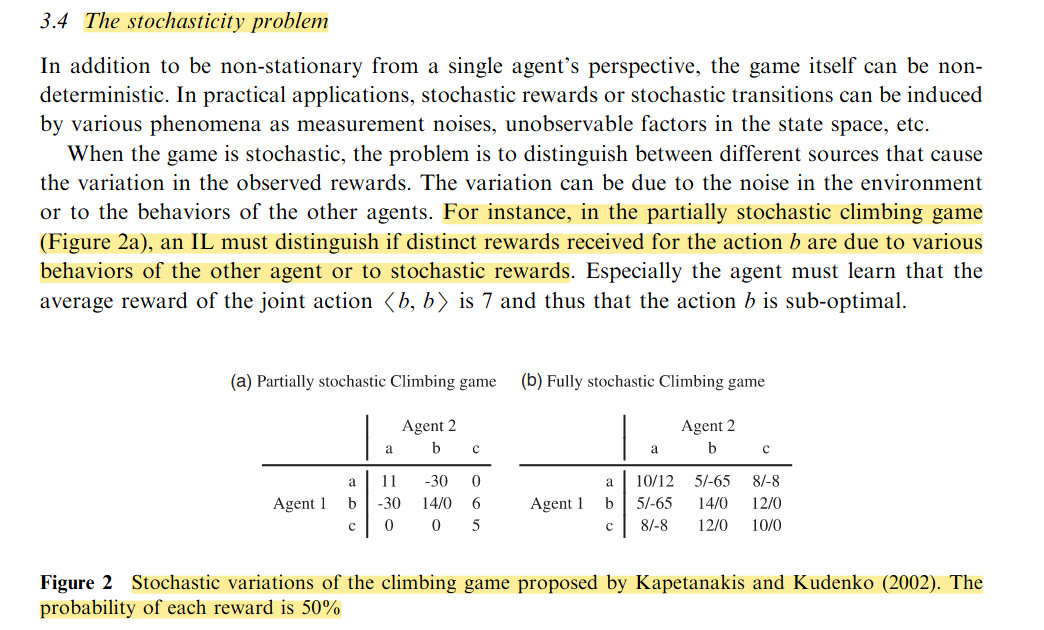 3.4 The stochasticity problem
In addition to be non-stationary from a single agent's perspective, the game itself can be non-
deterministic. In practical applications, stochastic rewards or stochastic transitions can be induced
by various phenomena as measurement noises, unobservable factors in the state space, etc.
When the game is stochastic, the problem is to distinguish between different sources that cause
the variation in the observed rewards. The variation can be due to the noise in the environment
or to the behaviors of the other agents. For instance, in the partially stochastic climbing game
(Figure 2a), an IL must distinguish if distinct rewards received for the action b are due to various
behaviors of the other agent or to stochastic rewards. Especially the agent must learn that the
average reward of the joint action ⟨b, b⟩ is 7 and thus that the action b is sub-optimal.
(a) Partially stochastic Climbing game
Agent 2
a b c
a 11 -30 0
Agent 1 b -30 14/0 6
c 0 0 5
(b) Fully stochastic Climbing game
Agent 2
a b c
a 10/12 5/-65 8/-8
Agent 1 b 5/-65 14/0 12/0
c 8/-8 12/0 10/0
Figure 2 Stochastic variations of the climbing game proposed by Kapetanakis and Kudenko (2002). The
probability of each reward is 50%